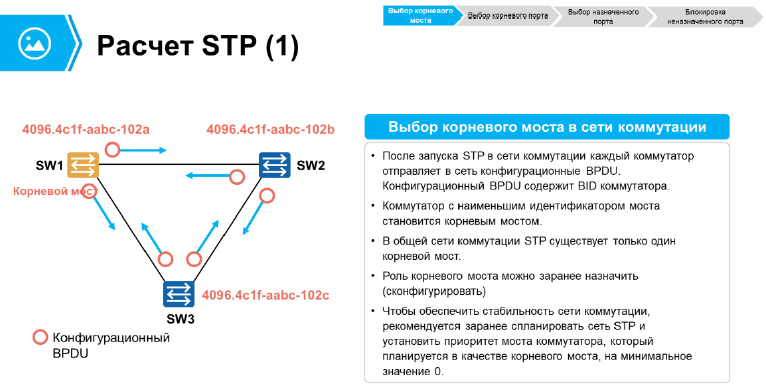 Выбор корневого
моста
Выбор корневого порта
Выбор назначенного
порта
Блокировка
неназначенного порта
Расчет STP (1)
4096.4c1f-aabc-102a
4096.4c1f-aabc-102b
SW1
SW2
Корневой мост
4096.4c1f-aabc-102c
SW3
Конфигурационный
BPDU
Выбор корневого моста в сети коммутации
• После запуска STP в сети коммутации каждый коммутатор
отправляет в сеть конфигурационные BPDU.
Конфигурационный BPDU содержит BID коммутатора.
• Коммутатор с наименьшим идентификатором моста
становится корневым мостом.
• В общей сети коммутации STP существует только один
корневой мост.
• Роль корневого моста можно заранее назначить
(сконфигурировать)
• Чтобы обеспечить стабильность сети коммутации,
рекомендуется заранее спланировать сеть STP и
установить приоритет моста коммутатора, который
планируется в качестве корневого моста, на минимальное
значение 0.